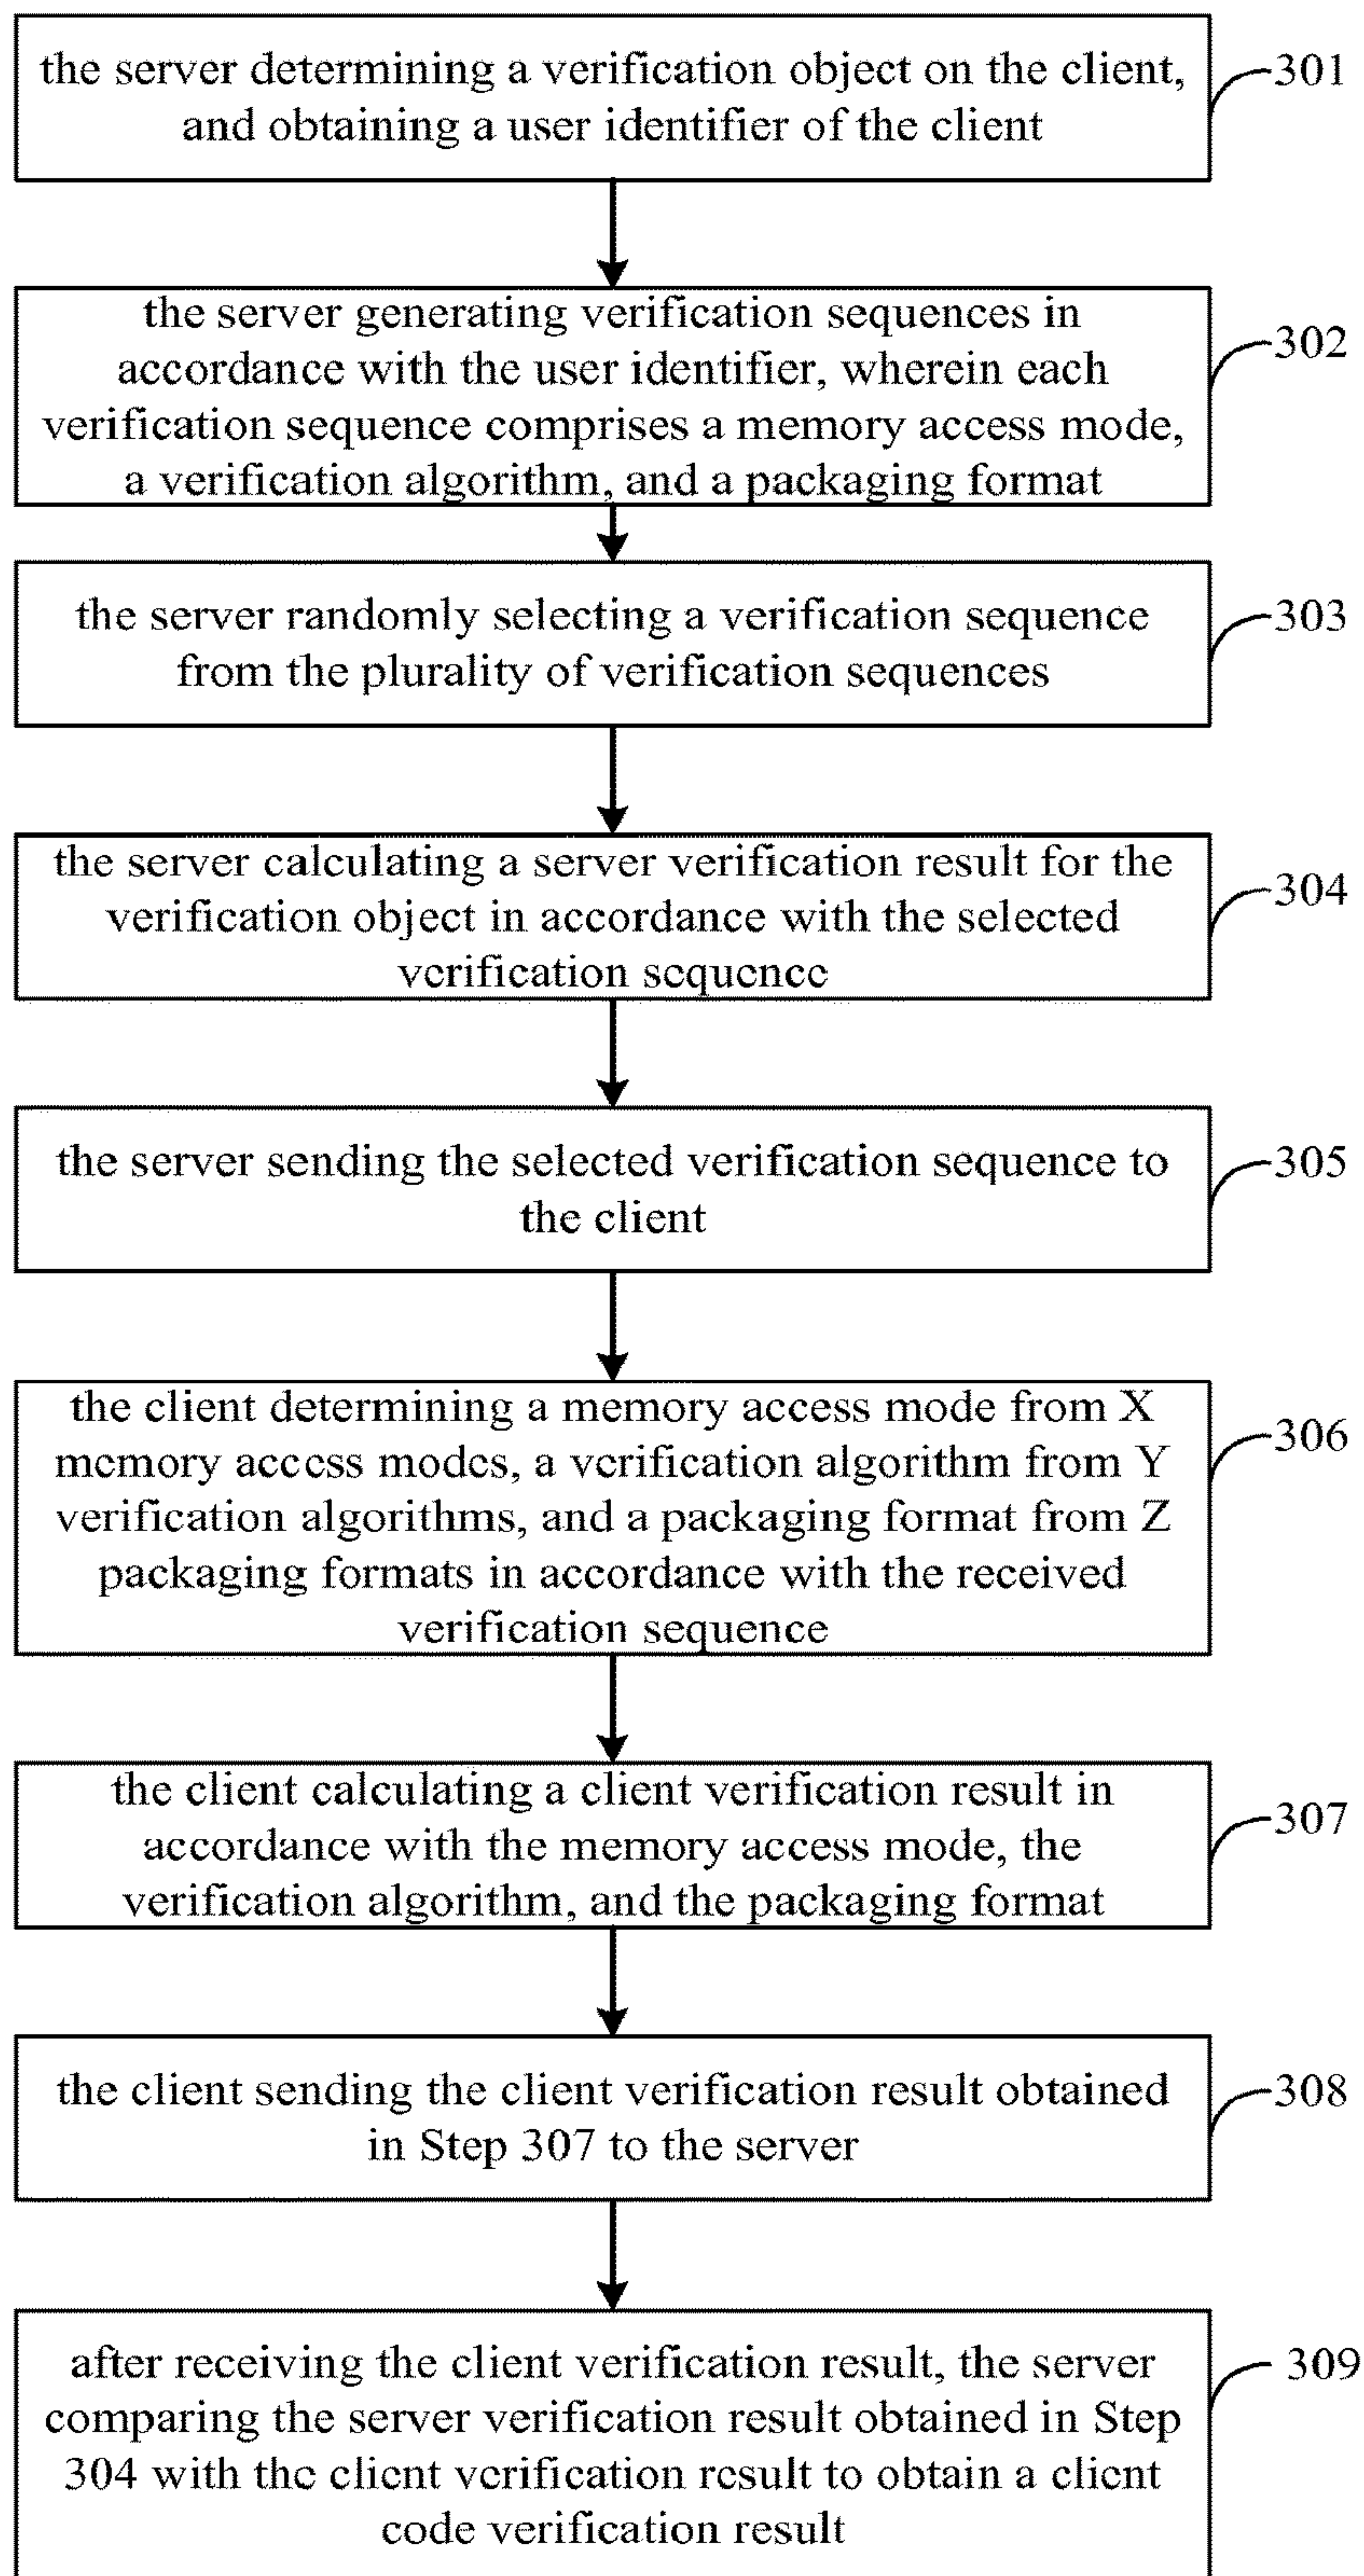 the server determining a verification object on the client,
and obtaining a user identifier of the client
301
the server generating verification sequences in
accordance with the user identifier, wherein each
verification sequence comprises a memory access mode,
a verification algorithm, and a packaging format
302
the server randomly selecting a verification sequence
from the plurality of verification sequences
303
the server calculating a server verification result for the
verification object in accordance with the selected
verification sequence
304
the server sending the selected verification sequence to
the client
305
the client determining a memory access mode from X
memory access modes, a verification algorithm from Y
verification algorithms, and a packaging format from Z
packaging formats in accordance with the received
verification sequence
306
the client calculating a client verification result in
accordance with the memory access mode, the
verification algorithm, and the packaging format
307
the client sending the client verification result obtained
in Step 307 to the server
308
after receiving the client verification result, the server
comparing the server verification result obtained in Step
304 with the client verification result to obtain a client
code verification result
309